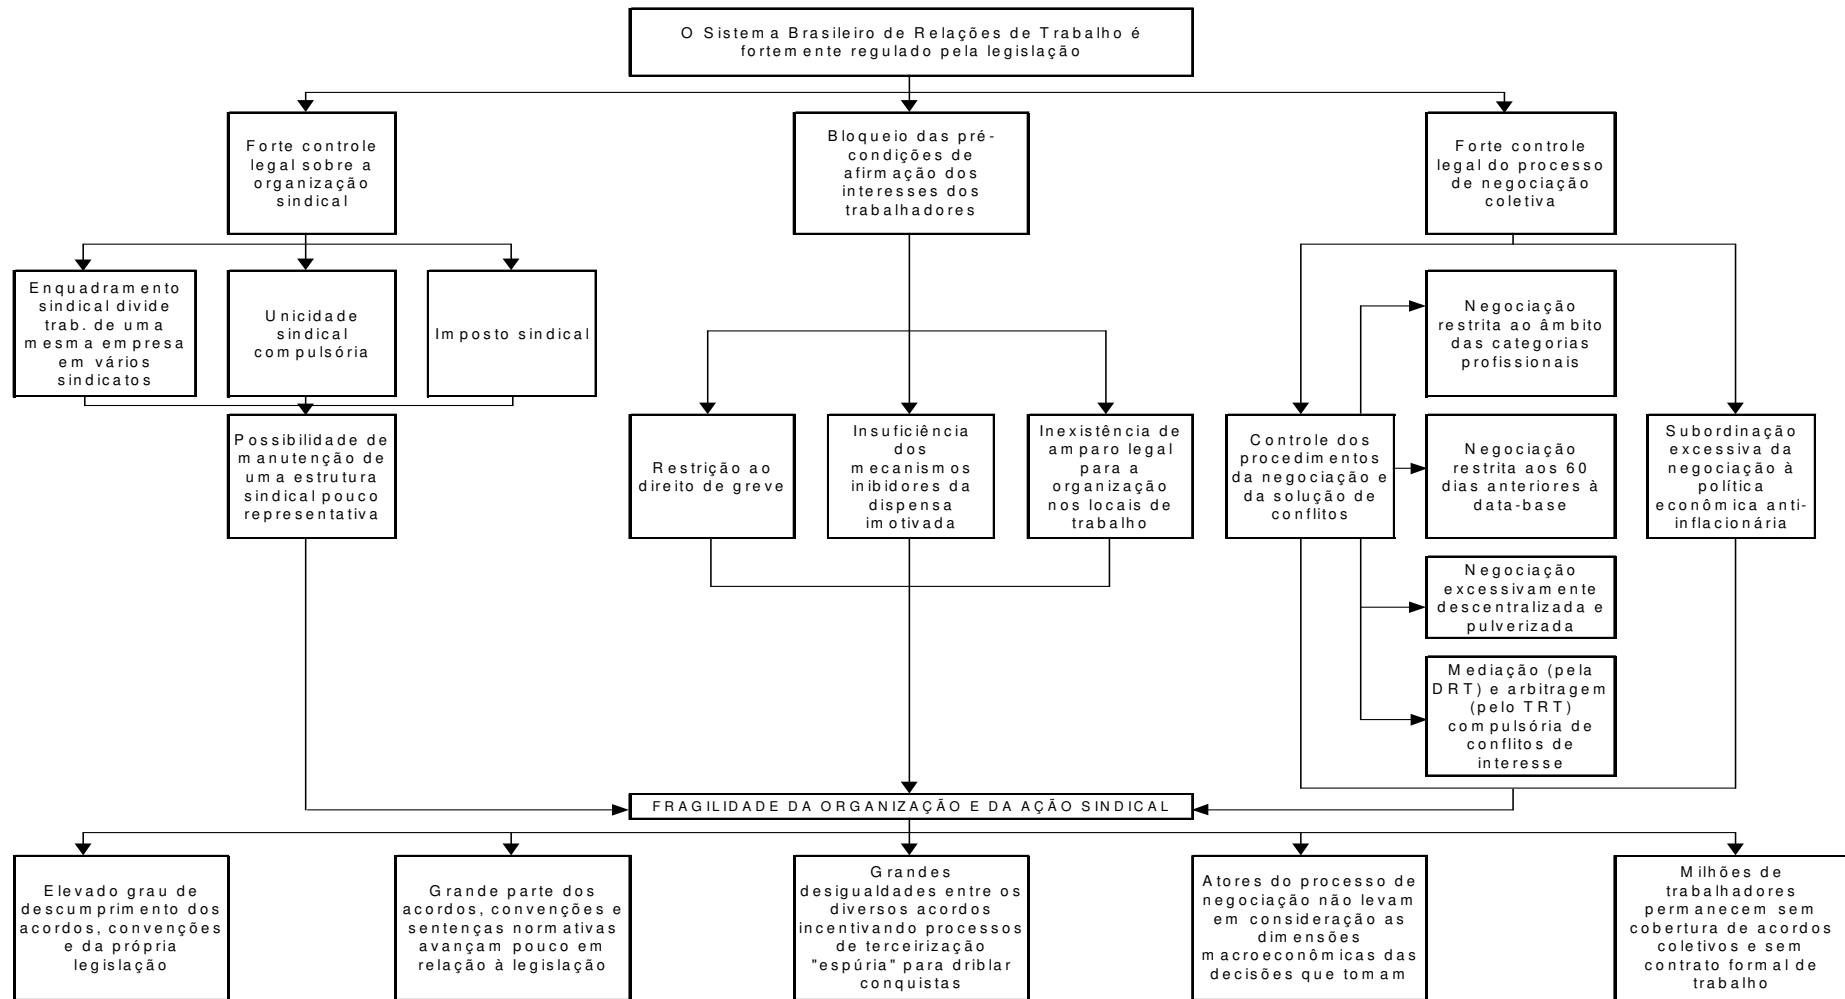 O Sistema Brasileiro de Relações de Trabalho é
fortemente regulado pela legislação
Forte controle
legal sobre a
organização
sindical
Bloqueio das pré-
condições de
afirmação dos
interesses dos
trabalhadores
Forte controle
legal do processo
de negociação
coletiva
Enquadramento
sindical divide
trab. de uma
mesma empresa
em vários
sindicatos
Unicidade
sindical
compulsória
Imposto sindical
Negociação
restrita ao âmbito
das categorias
profissionais
Possibilidade de
manutenção de
uma estrutura
sindical pouco
representativa
Restrição ao
direito de greve
Insuficiência
dos
mecanismos
inibidores da
dispensa
imotivada
Inexistência de
amparo legal
para a
organização
nos locais de
trabalho
Controle dos
procedimentos
da negociação e
da solução de
conflitos
Negociação
restrita aos 60
dias anteriores à
data-base
Subordinação
excessiva da
negociação à
política
econômica anti-
inflacionária
Negociação
excessivamente
descentralizada e
pulverizada
Mediação (pela
DRT) e arbitragem
(pelo TRT)
compulsória de
conflitos de
interesse
FRAGILIDADE DA ORGANIZAÇÃO E DA AÇÃO SINDICAL
Elevado grau de
descumprimento dos
acordos, convenções
e da própria
legislação
Grande parte dos
acordos, convenções e
sentenças normativas
avançam pouco em
relação à legislação
Grandes
desigualdades entre os
diversos acordos
incentivando processos
de terceirização
"espúria" para driblar
conquistas
Atores do processo de
negociação não levam
em consideração as
dimensões
macroeconômicas das
decisões que tomam
Milhões de
trabalhadores
permanecem sem
cobertura de acordos
coletivos e sem
contrato formal de
trabalho